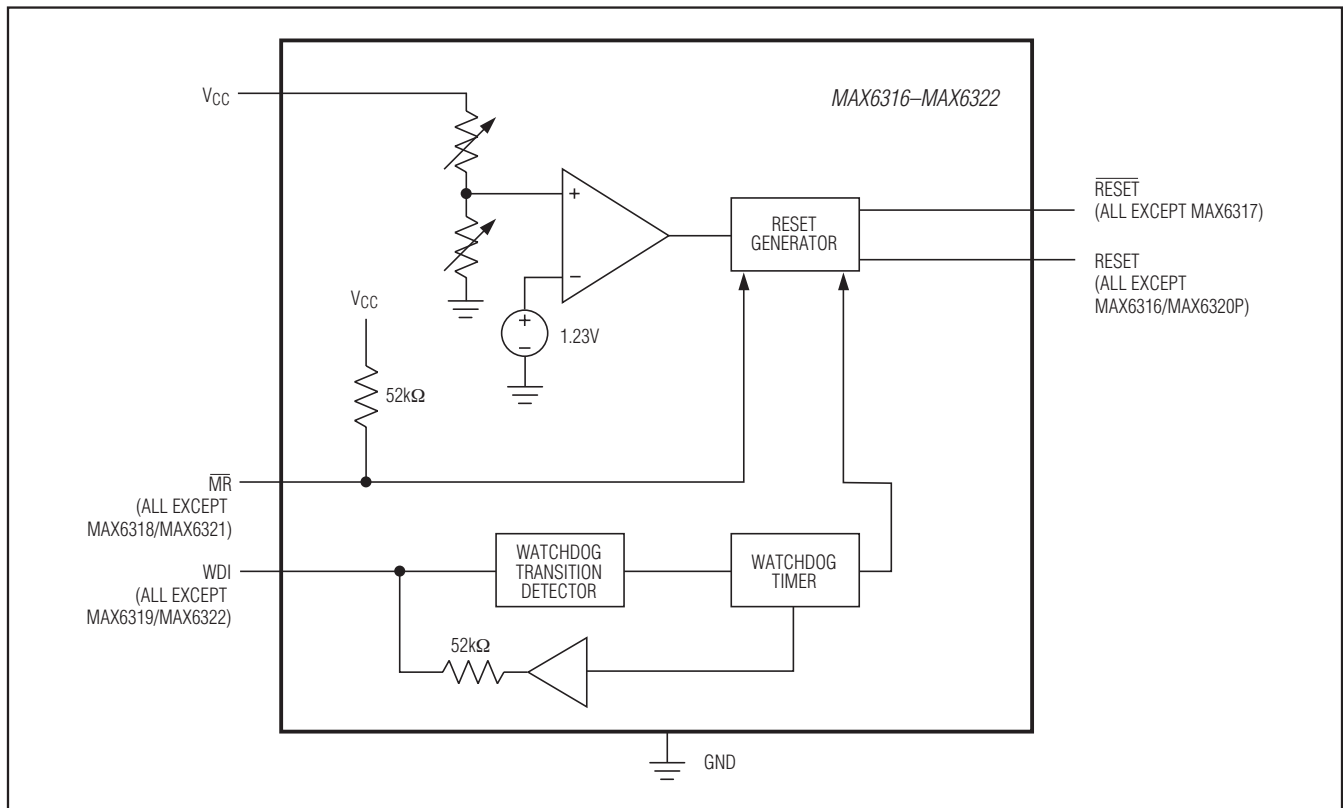 MAX6316–MAX6322
VCC
RESET
(ALL EXCEPT MAX6317)
RESET
GENERATOR
+
−
RESET
(ALL EXCEPT
MAX6316/MAX6320P)
VCC
+
−
1.23V
52kΩ
MR
(ALL EXCEPT
MAX6318/MAX6321)
WDI
(ALL EXCEPT
MAX6319/MAX6322)
WATCHDOG
TRANSITION
DETECTOR
WATCHDOG
TIMER
52kΩ
GND